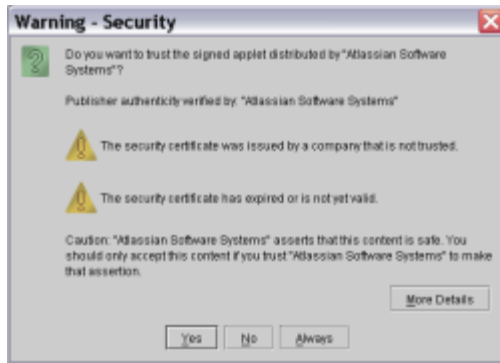 Warning - Security
Do you want to trust the signed applet distributed by "Atlassian Software
Systems"?
Publisher authenticity verified by: "Atlassian Software Systems"
The security certificate was issued by a company that is not trusted.
The security certificate has expired or is not yet valid.
Caution: "Atlassian Software Systems" asserts that this content is safe. You
should only accept this content if you trust "Atlassian Software Systems" to make
that assertion.
More Details
Yes No Always